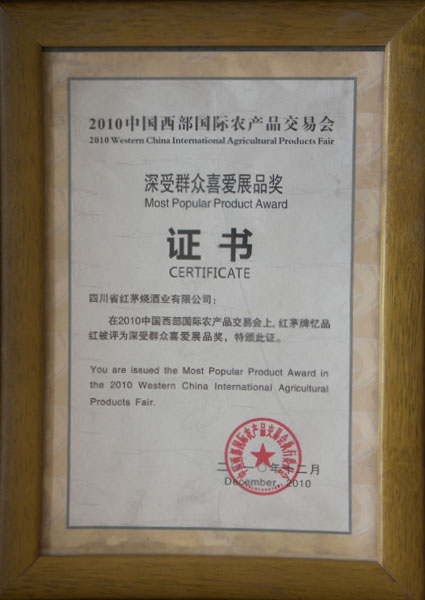 2010中国西部国际农产品交易会
2010 Western China International Agricultural Products Fair
深受群众喜爱展品奖
Most Popular Product Award
证书
CERTIFICATE
四川省红茅烧酒业有限公司：
在2010中国西部国际农产品交易会上，红茅牌忆品
红被评为深受群众喜爱展品奖，特颁此证。
You are issued the Most Popular Product Award in
the 2010 Western China International Agricultural
Products Fair.
二〇一〇年十二月
December, 2010